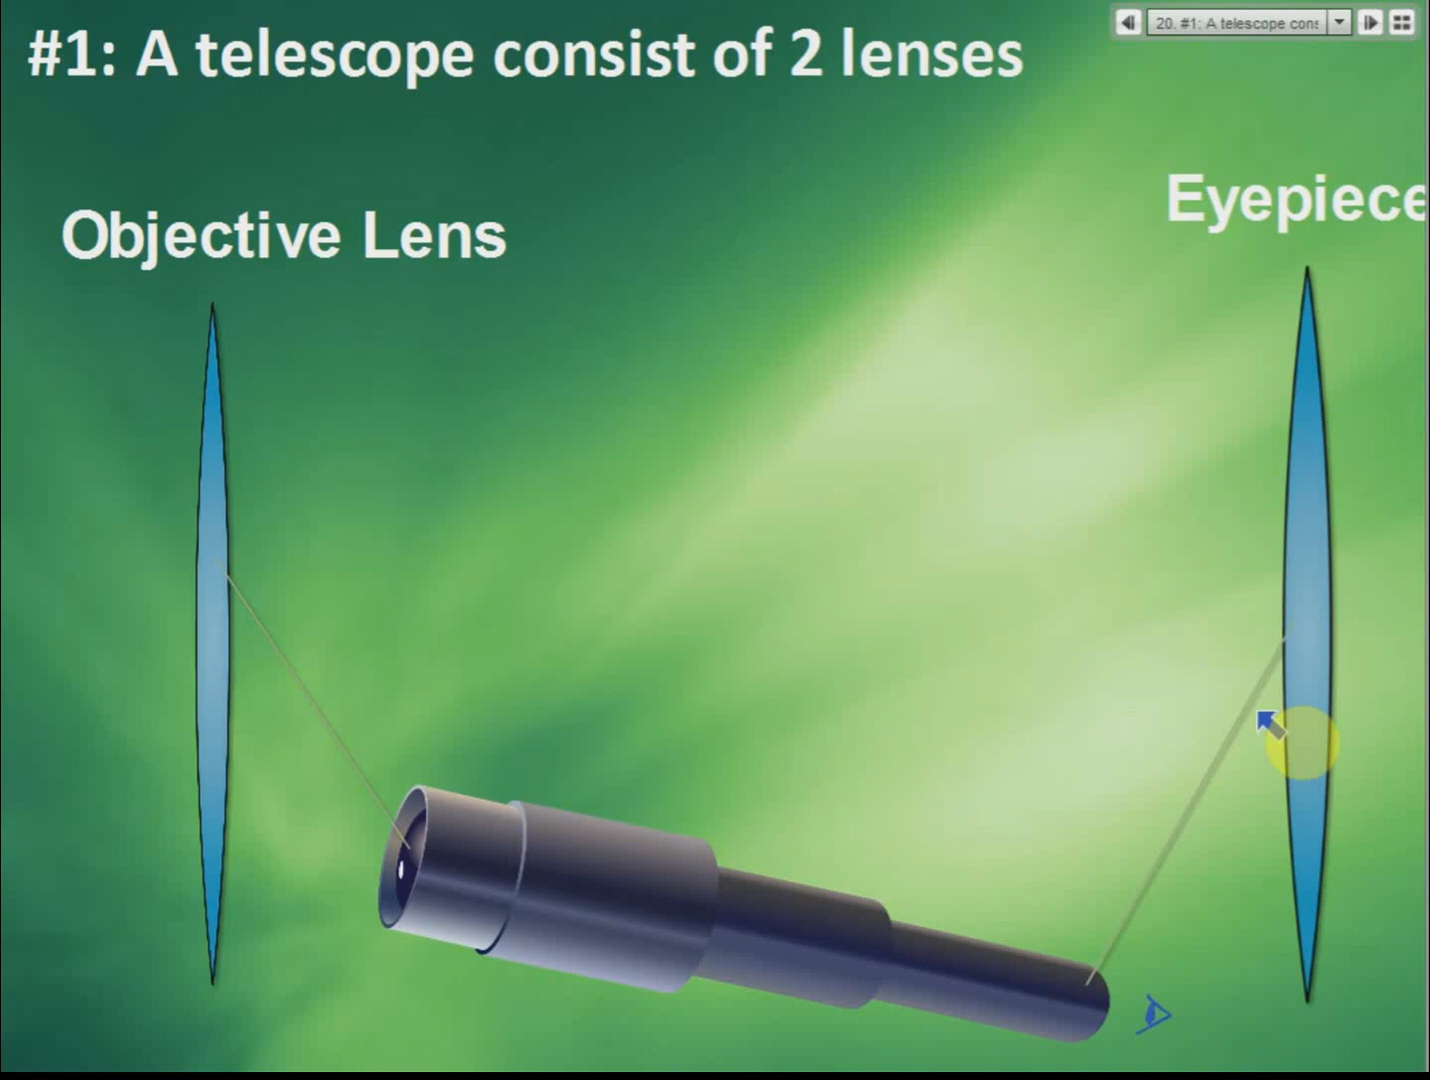 #1: A telescope consist of 2 lenses
20. #1: A telescope cons
Objective Lens
Eyepiece